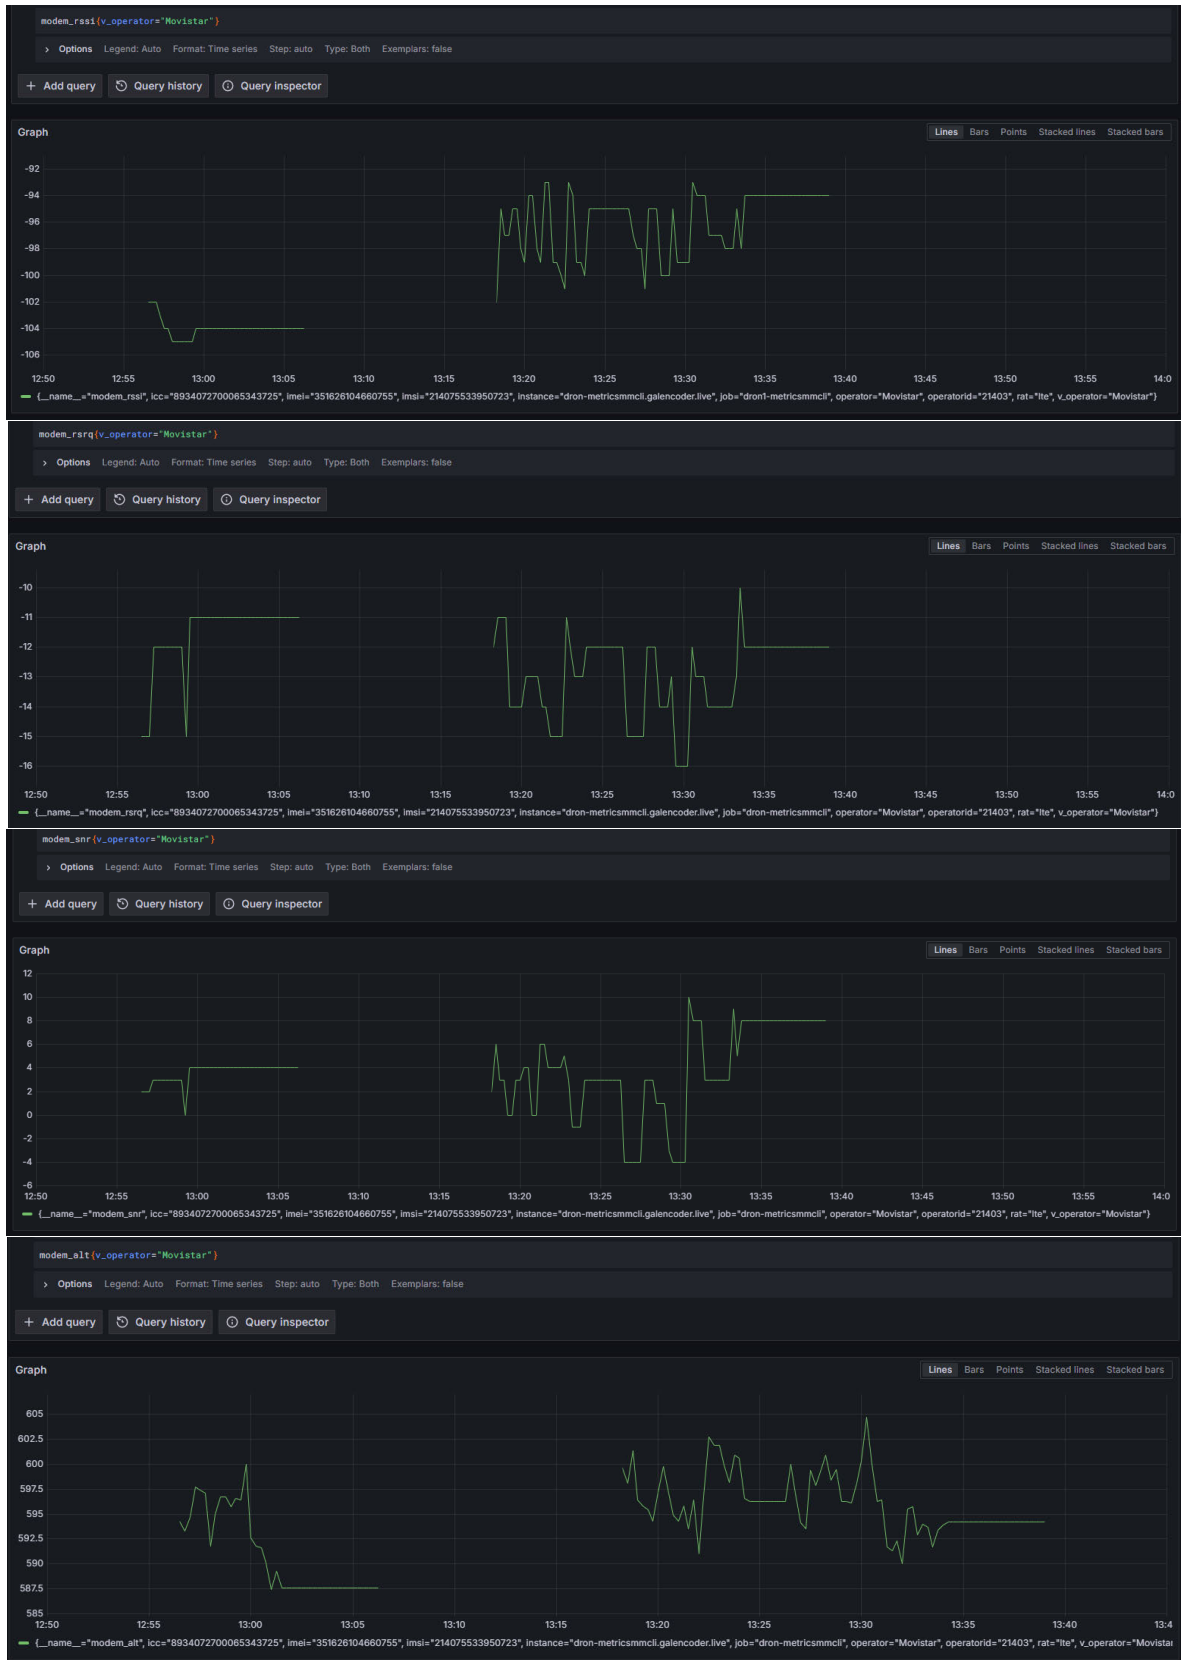 modem_rssi{v_operator="Movistar"}
> Options Legend: Auto Format: Time series Step: auto Type: Both Exemplars: false
+ Add query Query history Query inspector
Graph Lines Bars Points Stacked lines Stacked bars
-92
-94
-96
-98
-100
-102
-104
-106
12:50 12:55 13:00 13:05 13:10 13:15 13:20 13:25 13:30 13:35 13:40 13:45 13:50 13:55 14:0
{__name__="modem_rssi", icc="8934072700065343725", imei="351626104660755", imsi="214075533950723", instance="dron-metricsmmcli.galencoder.live", job="dron1-metricsmmcli", operator="Movistar", operatorid="21403", rat="lte", v_operator="Movistar"}
modem_rsrq{v_operator="Movistar"}
> Options Legend: Auto Format: Time series Step: auto Type: Both Exemplars: false
+ Add query Query history Query inspector
Graph Lines Bars Points Stacked lines Stacked bars
-10
-11
-12
-13
-14
-15
-16
12:50 12:55 13:00 13:05 13:10 13:15 13:20 13:25 13:30 13:35 13:40 13:45 13:50 13:55 14:0
{__name__="modem_rsrq", icc="8934072700065343725", imei="351626104660755", imsi="214075533950723", instance="dron-metricsmmcli.galencoder.live", job="dron-metricsmmcli", operator="Movistar", operatorid="21403", rat="lte", v_operator="Movistar"}
modem_snr{v_operator="Movistar"}
> Options Legend: Auto Format: Time series Step: auto Type: Both Exemplars: false
+ Add query Query history Query inspector
Graph Lines Bars Points Stacked lines Stacked bars
12
10
8
6
4
2
0
-2
-4
-6
12:50 12:55 13:00 13:05 13:10 13:15 13:20 13:25 13:30 13:35 13:40 13:45 13:50 13:55 14:0
{__name__="modem_snr", icc="8934072700065343725", imei="351626104660755", imsi="214075533950723", instance="dron-metricsmmcli.galencoder.live", job="dron-metricsmmcli", operator="Movistar", operatorid="21403", rat="lte", v_operator="Movistar"}
modem_alt{v_operator="Movistar"}
> Options Legend: Auto Format: Time series Step: auto Type: Both Exemplars: false
+ Add query Query history Query inspector
Graph Lines Bars Points Stacked lines Stacked bars
605
602.5
600
597.5
595
592.5
590
587.5
585
12:50 12:55 13:00 13:05 13:10 13:15 13:20 13:25 13:30 13:35 13:40 13:4
{__name__="modem_alt", icc="8934072700065343725", imei="351626104660755", imsi="214075533950723", instance="dron-metricsmmcli.galencoder.live", job="dron-metricsmmcli", operator="Movistar", operatorid="21403", rat="lte", v_operator="Movistar